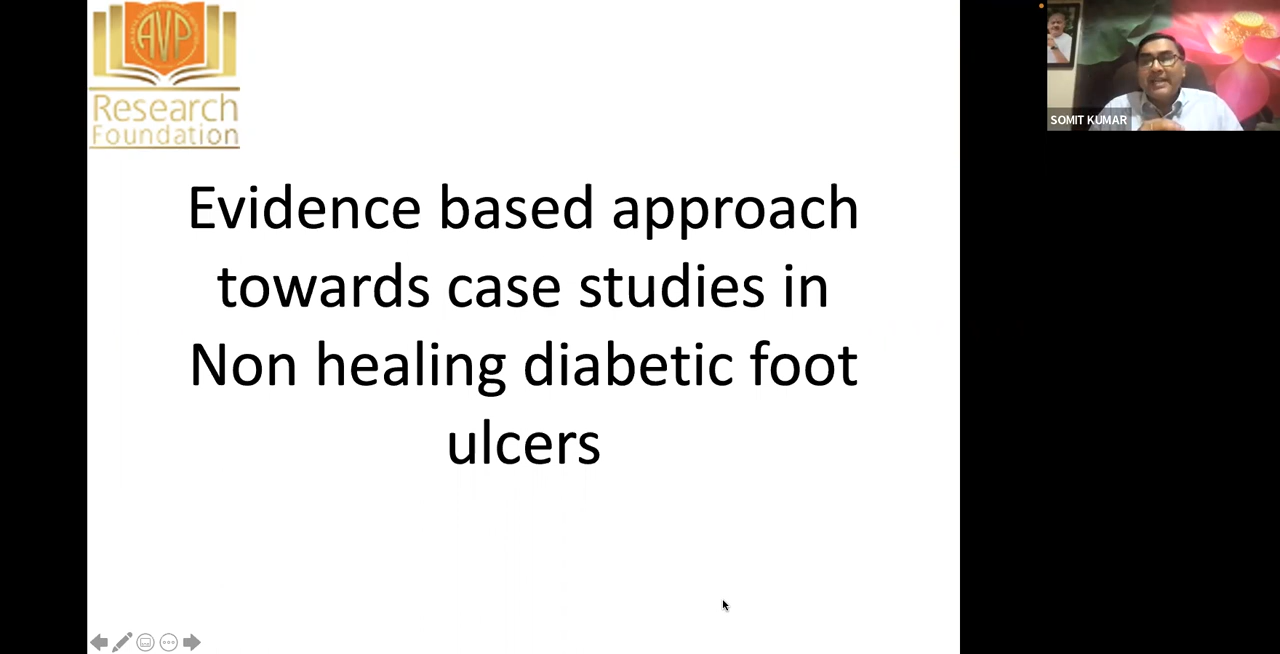 AVP
Research
Foundation
Evidence based approach
towards case studies in
Non healing diabetic foot
ulcers
SOMIT KUMAR